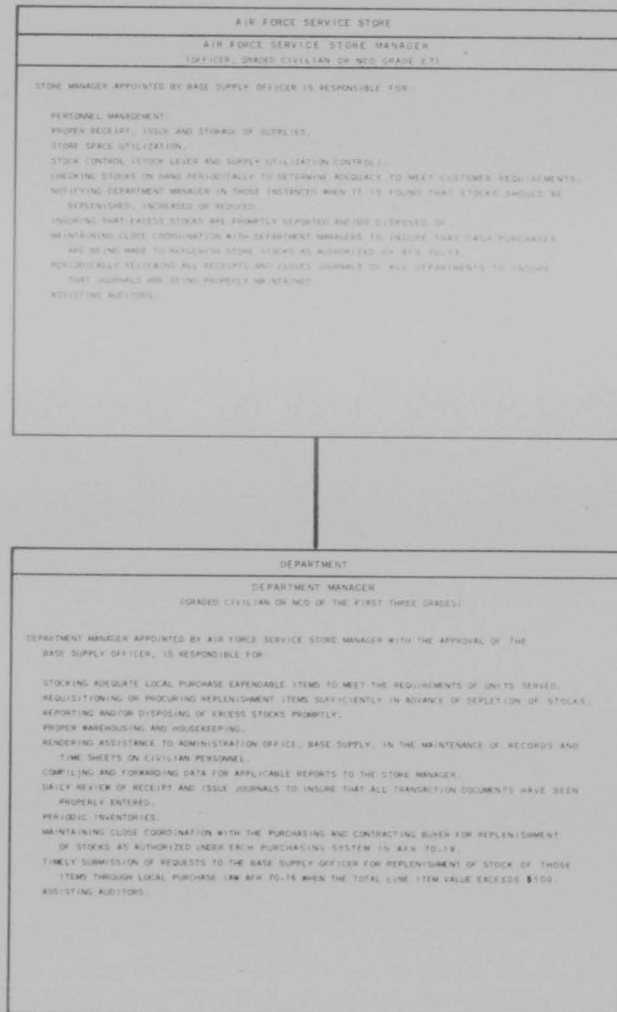 AIR FORCE SERVICE STORE
AIR FORCE SERVICE STORE MANAGER
(OFFICER, GRADED CIVILIAN OR NCO GRADE E7)
STORE MANAGER APPOINTED BY BASE SUPPLY OFFICER IS RESPONSIBLE FOR:
PERSONNEL MANAGEMENT.
PROPER RECEIPT, ISSUE AND STORAGE OF SUPPLIES.
STORE SPACE UTILIZATION.
STOCK CONTROL (STOCK LEVEL AND SUPPLY UTILIZATION CONTROL).
CHECKING STOCKS ON HAND PERIODICALLY TO DETERMINE ADEQUACY TO MEET CUSTOMER REQUIREMENTS.
NOTIFYING DEPARTMENT MANAGER IN THOSE INSTANCES WHEN IT IS FOUND THAT STOCKS SHOULD BE
REPLENISHED, INCREASED OR REDUCED.
INSURING THAT EXCESS STOCKS ARE PROMPTLY REPORTED AND/OR DISPOSED OF.
MAINTAINING CLOSE COORDINATION WITH DEPARTMENT MANAGERS TO INSURE THAT CASH PURCHASES
ARE BEING MADE TO REPLENISH STORE STOCKS AS AUTHORIZED BY AFR
PERIODICALLY REVIEWING ALL RECEIPTS AND ISSUES JOURNALS OF ALL DEPARTMENTS TO INSURE
THAT JOURNALS ARE BEING PROPERLY MAINTAINED.
ASSISTING AUDITORS.
DEPARTMENT
DEPARTMENT MANAGER
(GRADED CIVILIAN OR NCO OF THE FIRST THREE GRADES)
DEPARTMENT MANAGER APPOINTED BY AIR FORCE SERVICE STORE MANAGER WITH THE APPROVAL OF THE
BASE SUPPLY OFFICER, IS RESPONSIBLE FOR:
STOCKING ADEQUATE LOCAL PURCHASE EXPENDABLE ITEMS TO MEET THE REQUIREMENTS OF UNITS SERVED.
REQUISITIONING OR PROCURING REPLENISHMENT ITEMS SUFFICIENTLY IN ADVANCE OF DEPLETION OF STOCKS.
REPORTING AND/OR DISPOSING OF EXCESS STOCKS PROMPTLY.
PROPER WAREHOUSING AND HOUSEKEEPING.
RENDERING ASSISTANCE TO ADMINISTRATION OFFICE, BASE SUPPLY, IN THE MAINTENANCE OF RECORDS AND
TIME SHEETS ON CIVILIAN PERSONNEL.
COMPILING AND FORWARDING DATA FOR APPLICABLE REPORTS TO THE STORE MANAGER.
DAILY REVIEW OF RECEIPT AND ISSUE JOURNALS TO INSURE THAT ALL TRANSACTION DOCUMENTS HAVE BEEN
PROPERLY ENTERED.
PERIODIC INVENTORIES.
MAINTAINING CLOSE COORDINATION WITH THE PURCHASING AND CONTRACTING BUYER FOR REPLENISHMENT
OF STOCKS AS AUTHORIZED UNDER EACH PURCHASING SYSTEM IN AFR 70-19.
TIMELY SUBMISSION OF REQUESTS TO THE BASE SUPPLY OFFICER FOR REPLENISHMENT OF STOCK OF THOSE
ITEMS THROUGH LOCAL PURCHASE IAW AFR 70-16 WHEN THE TOTAL LINE ITEM VALUE EXCEEDS $100.
ASSISTING AUDITORS.